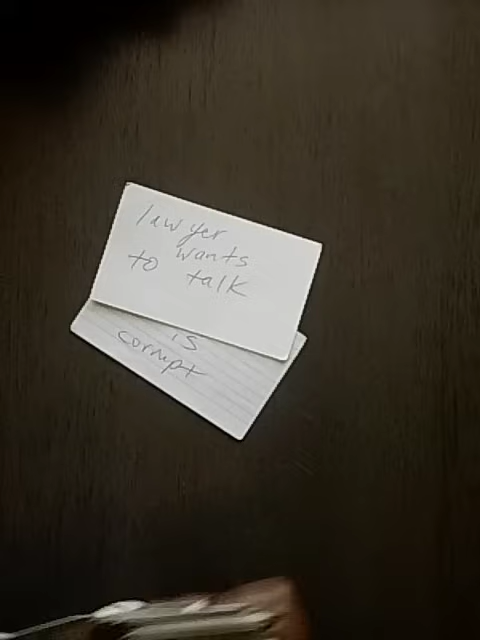 lawyer
wants
to talk
is
corrupt